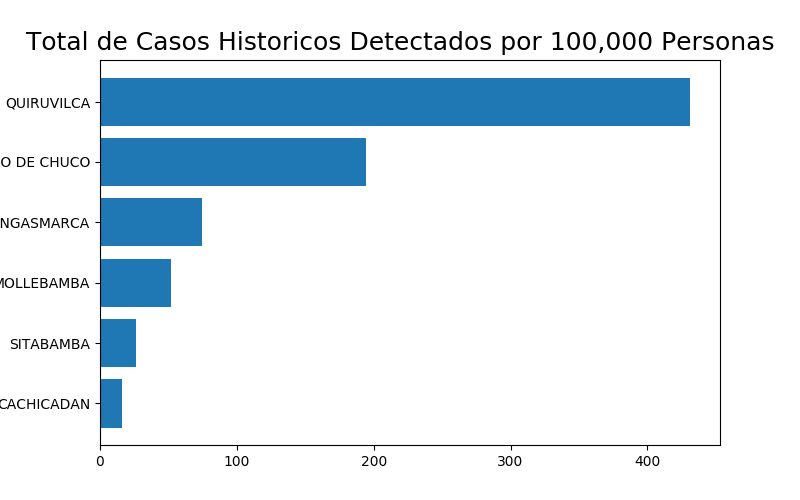 Total de Casos Historicos Detectados por 100,000 Personas
QUIRUVILCA
O DE CHUCO
NGASMARCA
MOLLEBAMBA
SITABAMBA
CACHICADAN
0 100 200 300 400